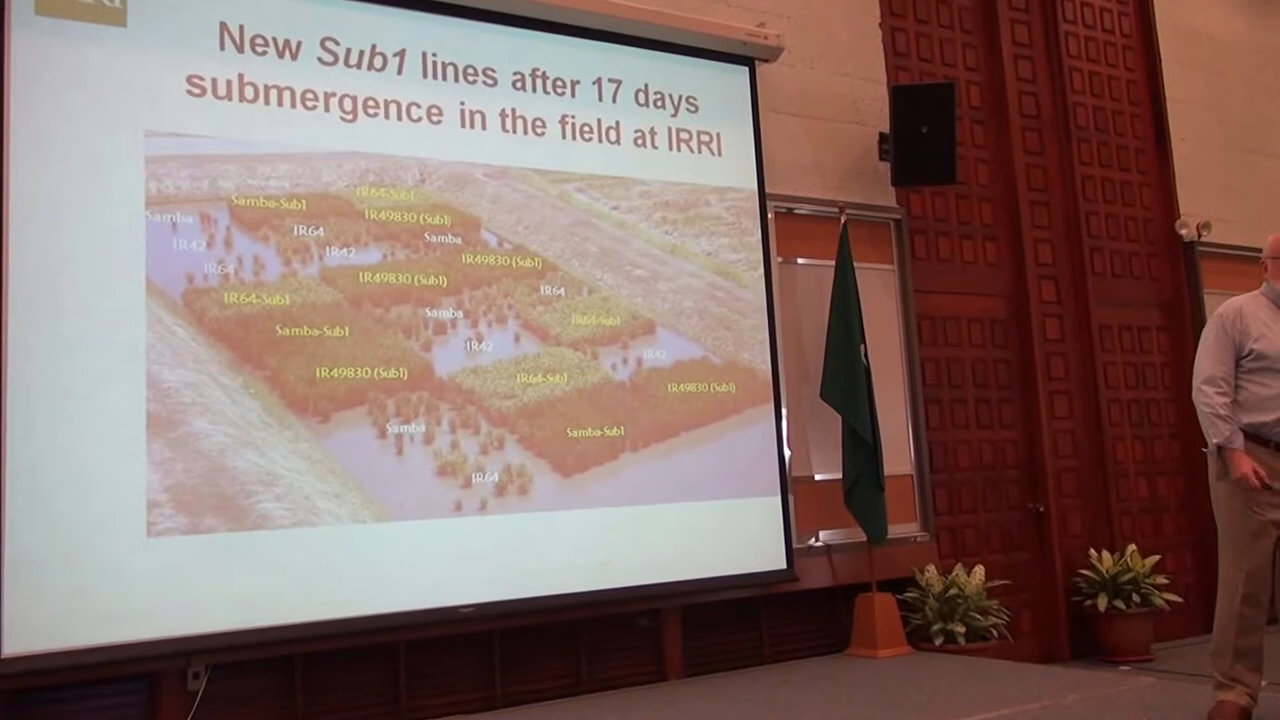 New Sub1 lines after 17 days
submergence in the field at IRRI
IR64-Sub1
Samba-Sub1
Samba
IR49830 (Sub1)
IR64
Samba
IR42
IR42
IR49830 (Sub1)
IR64
IR49830 (Sub1)
IR64
IR64-Sub1
Samba
IR64-Sub1
Samba-Sub1
IR42
IR42
IR49830 (Sub1)
IR64-Sub1
IR49830 (Sub1)
Samba
Samba-Sub1
IR64